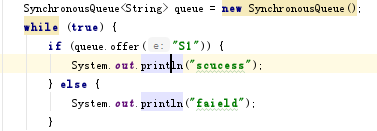 SynchronousQueue<String> queue = new SynchronousQueue();
while (true) {
if (queue.offer( e: "S1")) {
System.out.println("scucess");
} else {
System.out.println("faield");
}